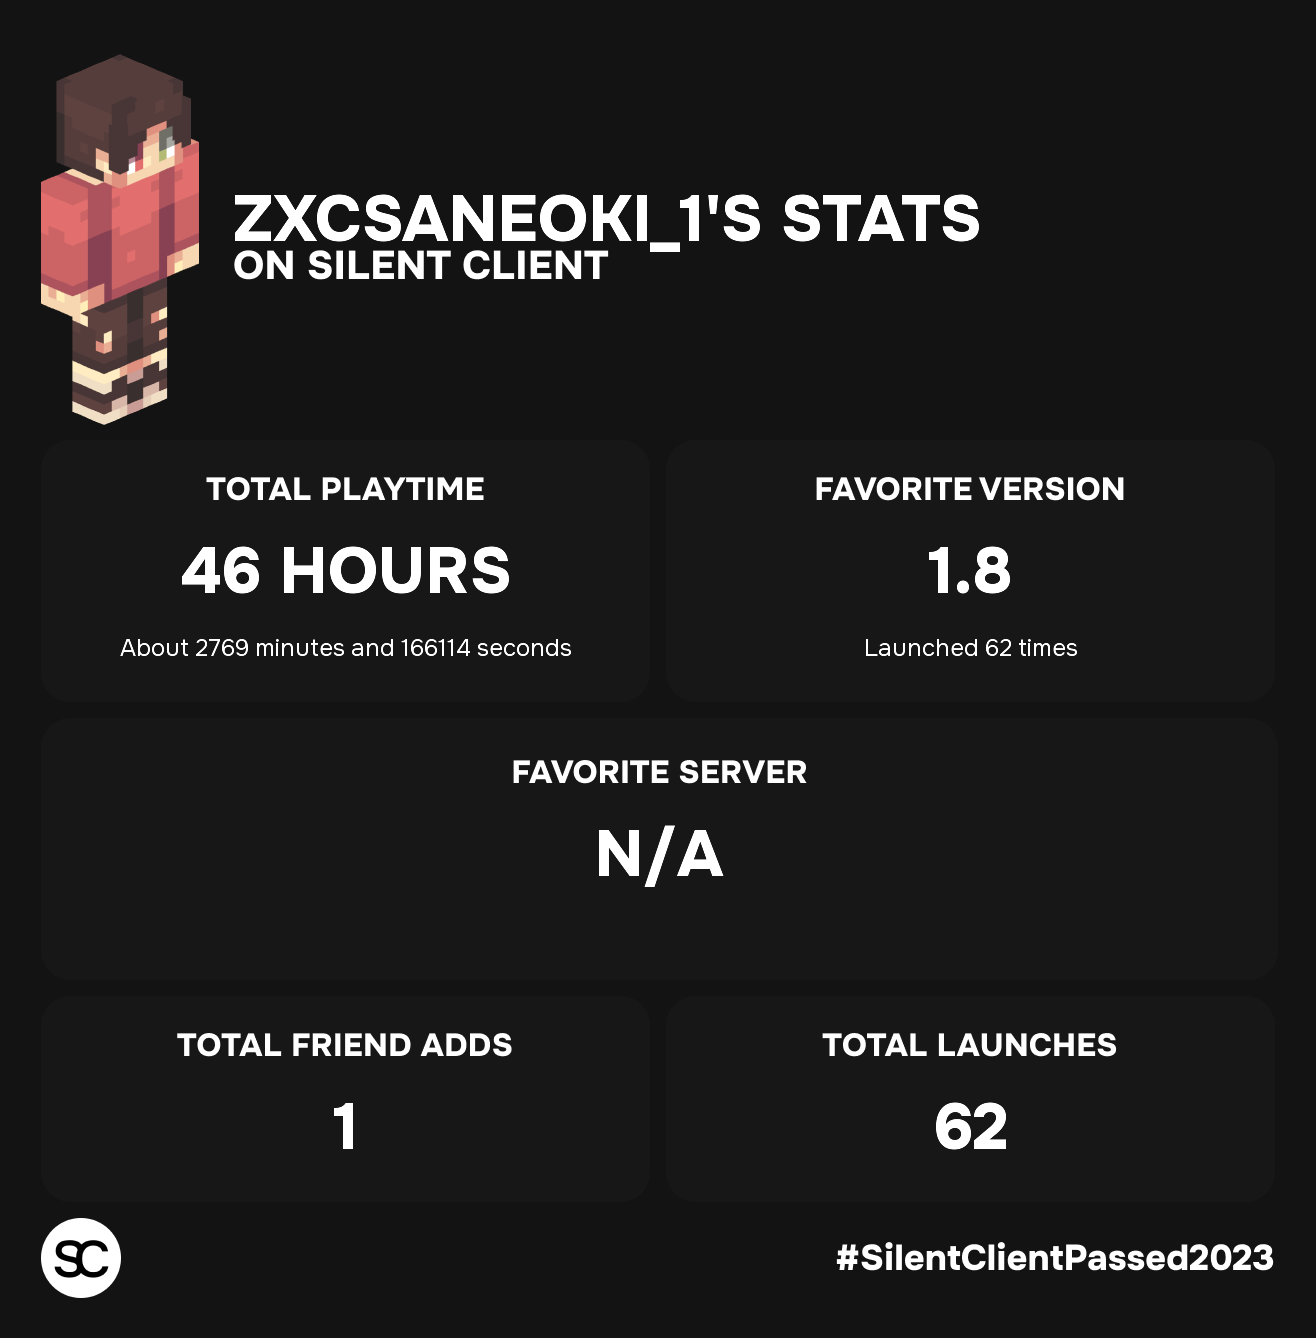 ZXCSANEOKI_1'S STATS
ON SILENT CLIENT
TOTAL PLAYTIME
46 HOURS
About 2769 minutes and 166114 seconds
FAVORITE VERSION
1.8
Launched 62 times
FAVORITE SERVER
N/A
TOTAL FRIEND ADDS
1
TOTAL LAUNCHES
62
SC
#SilentClientPassed2023